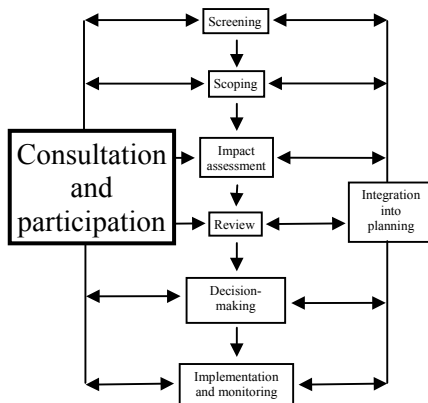 Screening
Scoping
Consultation
and
participation
Impact
assessment
Integration
into
planning
Review
Decision-
making
Implementation
and monitoring